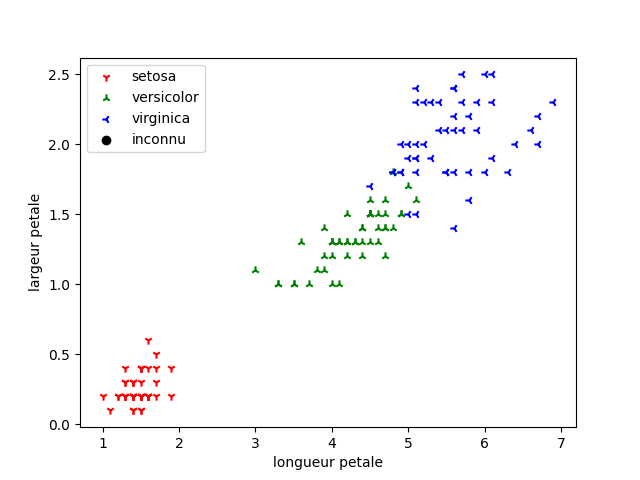 setosa
versicolor
virginica
inconnu
2.5
2.0
1.5
1.0
0.5
0.0
largeur petale
1 2 3 4 5 6 7
longueur petale